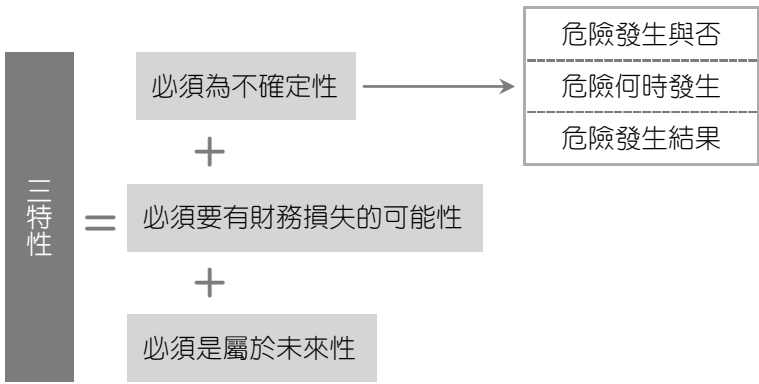 三特性
=
必須為不確定性
+
必須要有財務損失的可能性
+
必須是屬於未來性
危險發生與否
危險何時發生
危險發生結果